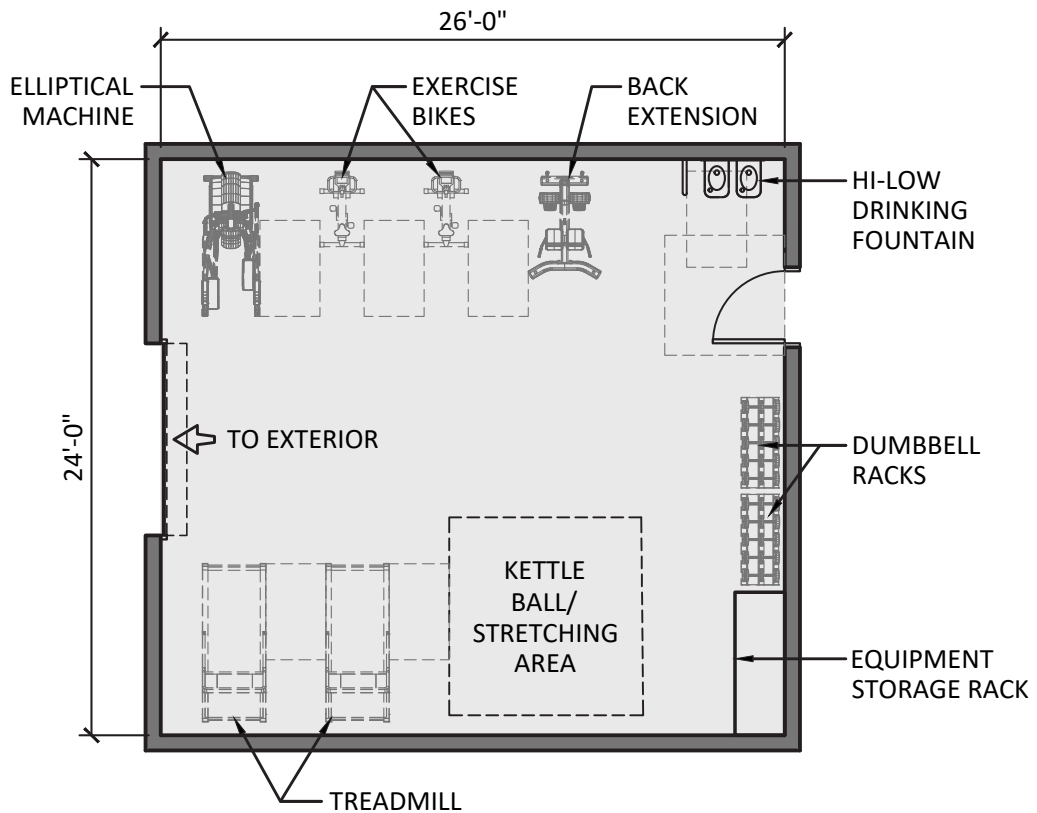 26'-0"
ELLIPTICAL
MACHINE
EXERCISE
BIKES
BACK
EXTENSION
HI-LOW
DRINKING
FOUNTAIN
24'-0"
TO EXTERIOR
DUMBBELL
RACKS
KETTLE
BALL/
STRETCHING
AREA
EQUIPMENT
STORAGE RACK
TREADMILL